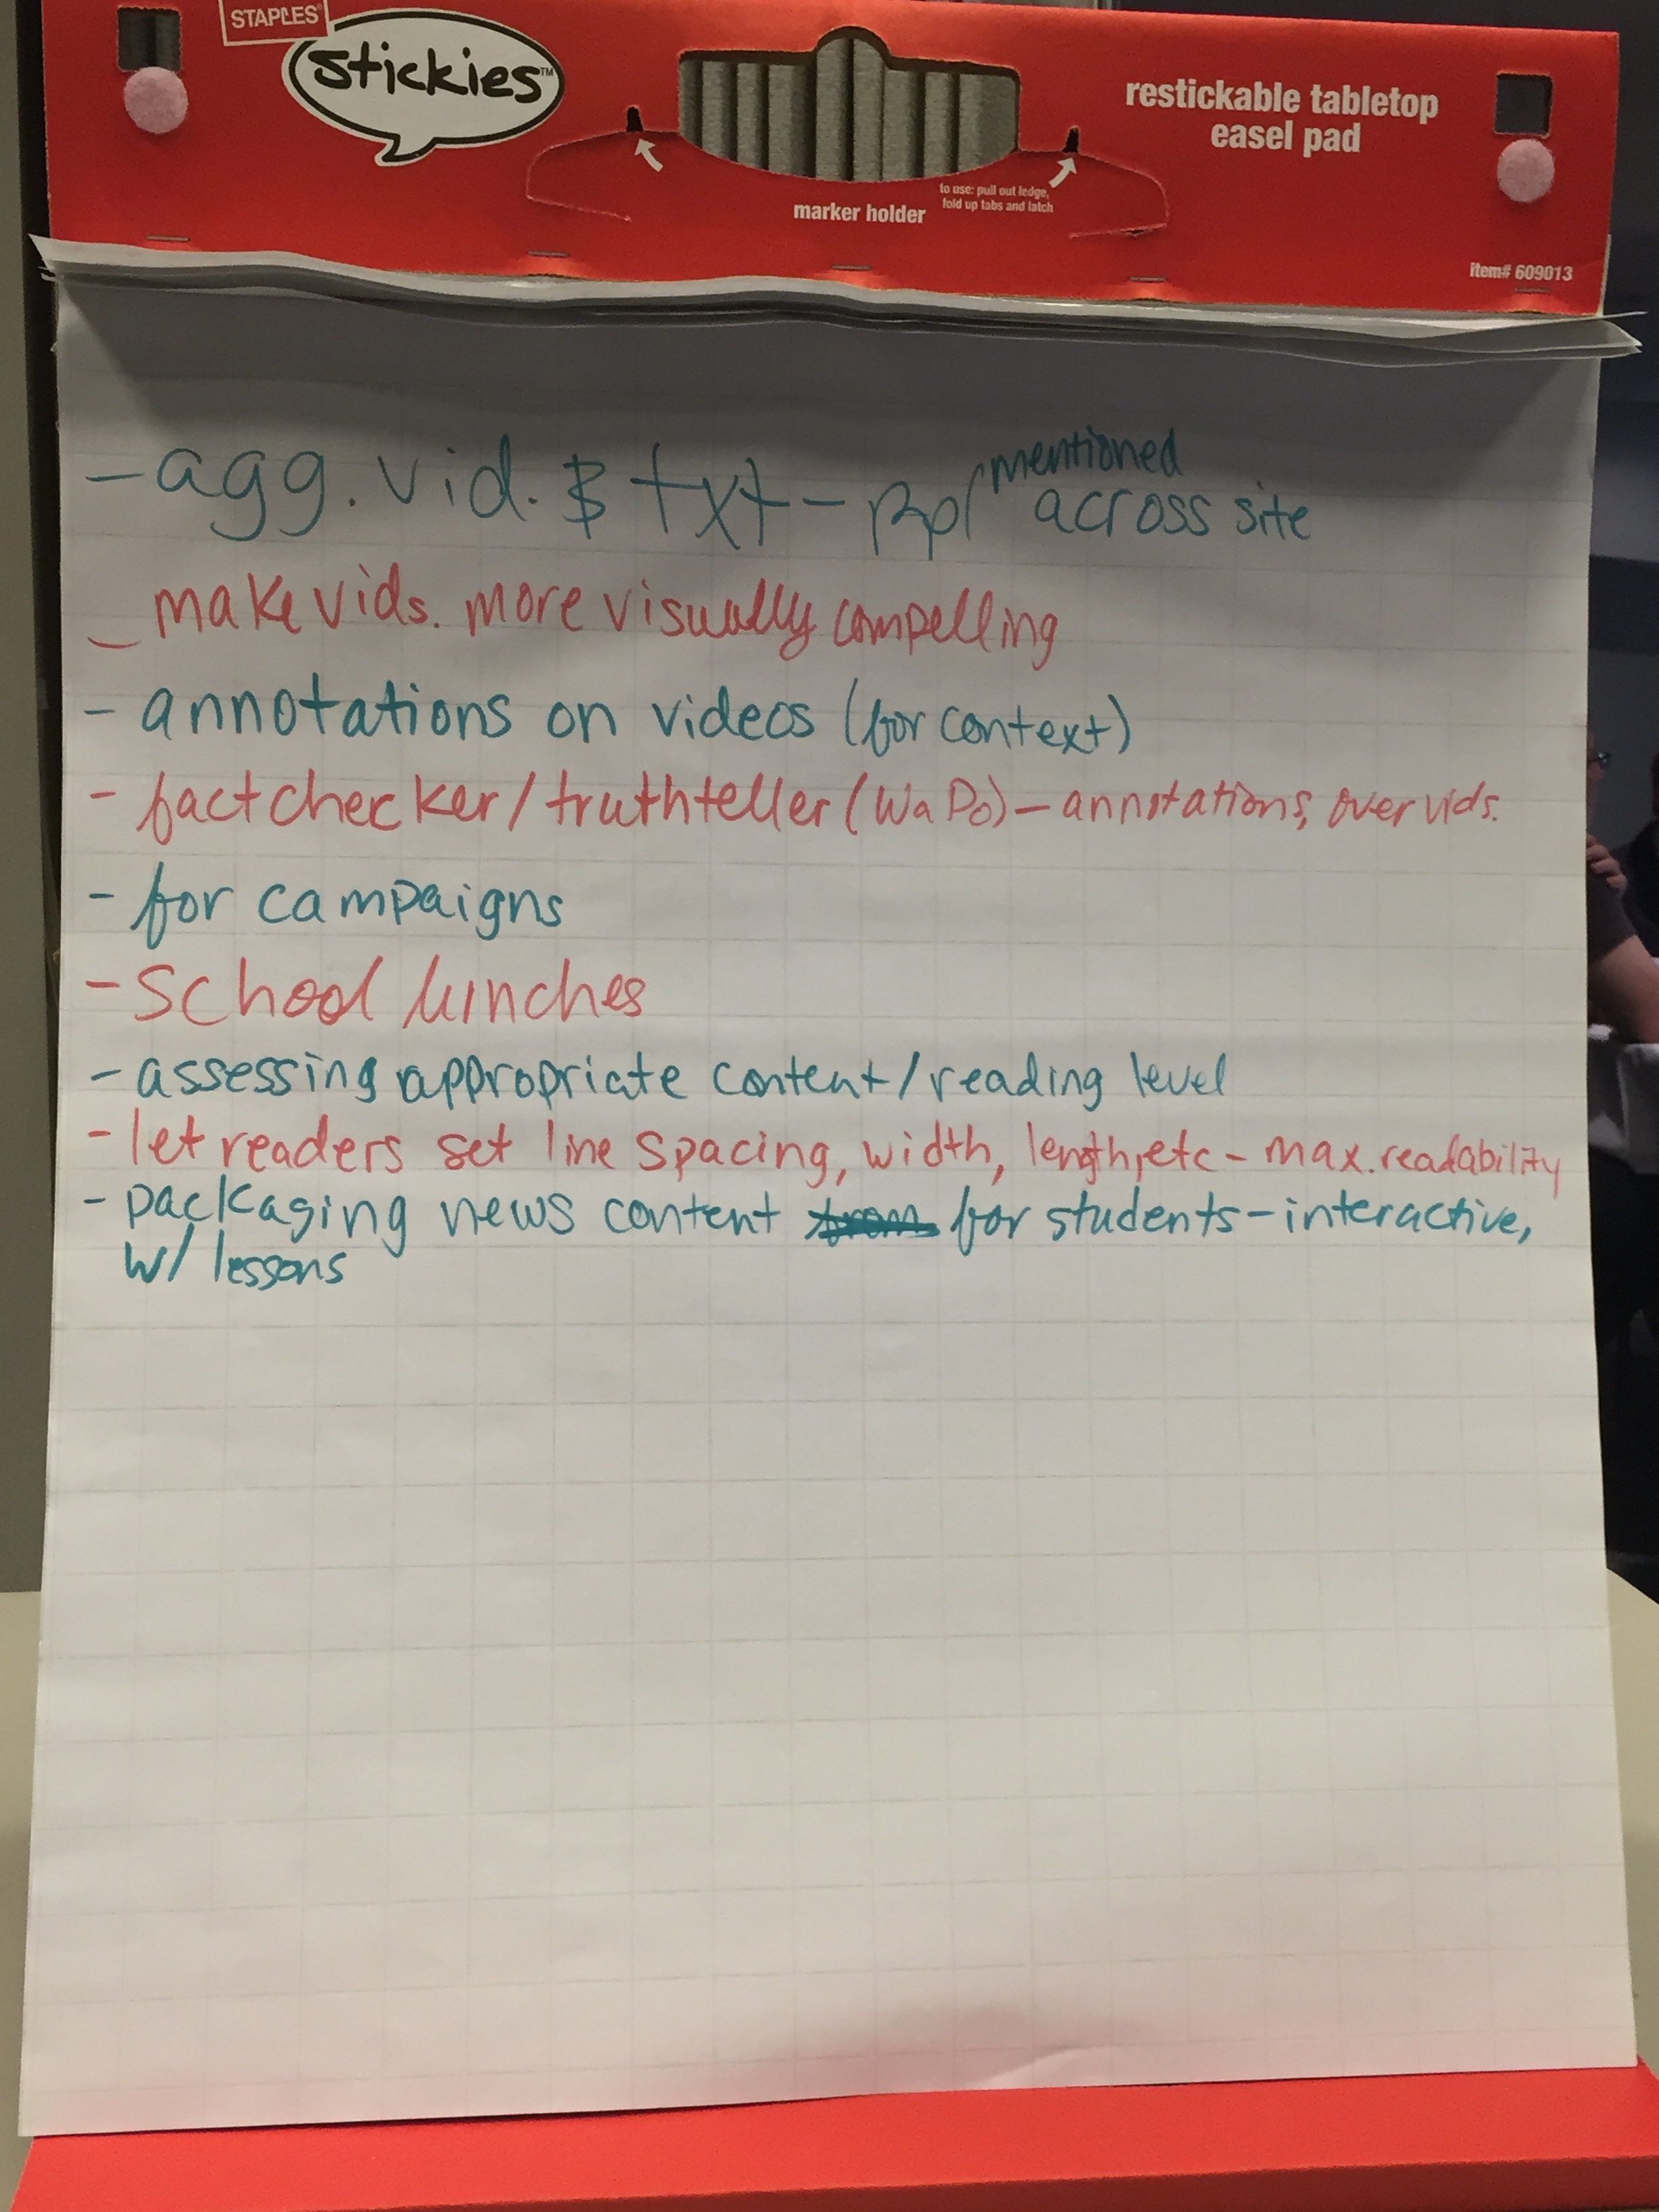 STAPLES
stickies™
restickable tabletop
easel pad
to use: pull out ledge,
fold up tabs and latch
marker holder
item# 609013
- agg. vid. & txt - ppl mentioned
across site
- make vids. more visually compelling
- annotations on videos (for context)
- factchecker/truthteller (WaPo) - annotations over vids.
- for campaigns
- School lunches
- assessing appropriate content/reading level
- let readers set line spacing, width, length, etc - max. readability
- packaging news content for students - interactive,
w/ lessons